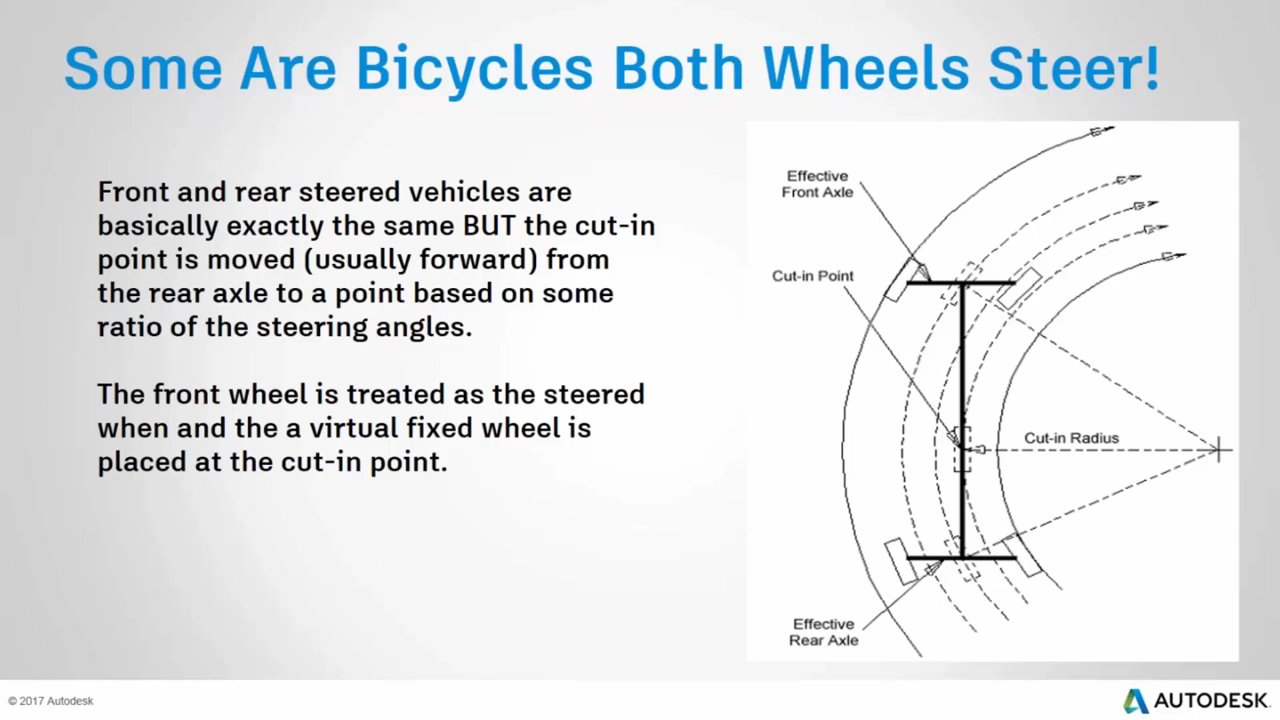 Some Are Bicycles Both Wheels Steer!
Front and rear steered vehicles are
basically exactly the same BUT the cut-in
point is moved (usually forward) from
the rear axle to a point based on some
ratio of the steering angles.
The front wheel is treated as the steered
when and the a virtual fixed wheel is
placed at the cut-in point.
Effective
Front Axle
Cut-in Point
Cut-in Radius
Effective
Rear Axle
© 2017 Autodesk
AUTODESK.